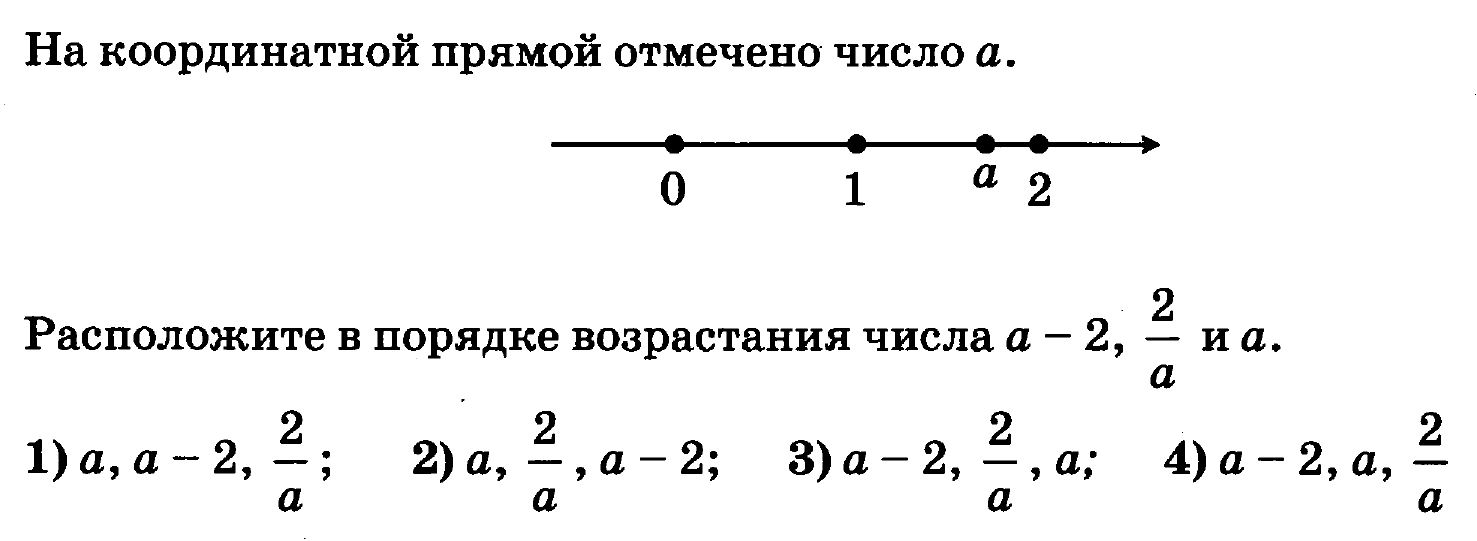 На координатной прямой отмечено число a.
0 1 a 2
Расположите в порядке возрастания числа a − 2, 2/a и a.
1) a, a − 2, 2/a; 2) a, 2/a, a − 2; 3) a − 2, 2/a, a; 4) a − 2, a, 2/a